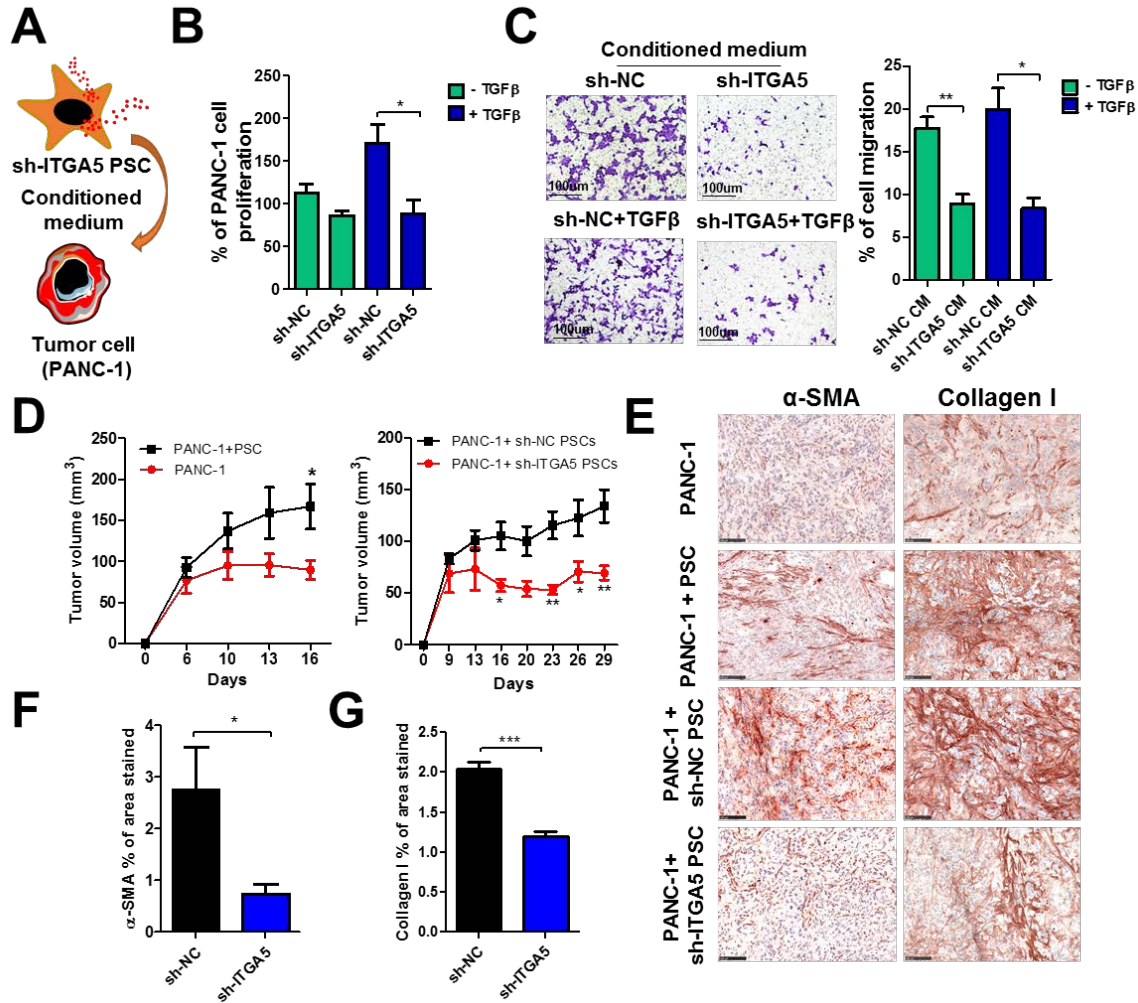 A
sh-ITGA5 PSC
Conditioned
medium
Tumor cell
(PANC-1)
B
% of PANC-1 cell
proliferation
250
200
150
100
50
0
*
- TGFβ
+ TGFβ
sh-NC
sh-ITGA5
sh-NC
sh-ITGA5
C
Conditioned medium
sh-NC
sh-ITGA5
100um
100um
sh-NC+TGFβ
sh-ITGA5+TGFβ
100um
100um
% of cell migration
25
20
15
10
5
0
**
*
- TGFβ
+ TGFβ
sh-NC CM
sh-ITGA5 CM
sh-NC CM
sh-ITGA5 CM
D
Tumor volume (mm³)
250
200
150
100
50
0
PANC-1+PSC
PANC-1
*
0 6 10 13 16
Days
Tumor volume (mm³)
200
150
100
50
0
PANC-1+ sh-NC PSCs
PANC-1+ sh-ITGA5 PSCs
* ** * **
0 9 13 16 20 23 26 29
Days
E
α-SMA
Collagen I
PANC-1
PANC-1 + PSC
PANC-1 +
sh-NC PSC
PANC-1+
sh-ITGA5 PSC
F
α-SMA % of area stained
4
3
2
1
0
*
sh-NC
sh-ITGA5
G
Collagen I % of area stained
2.5
2.0
1.5
1.0
0.5
0.0
***
sh-NC
sh-ITGA5